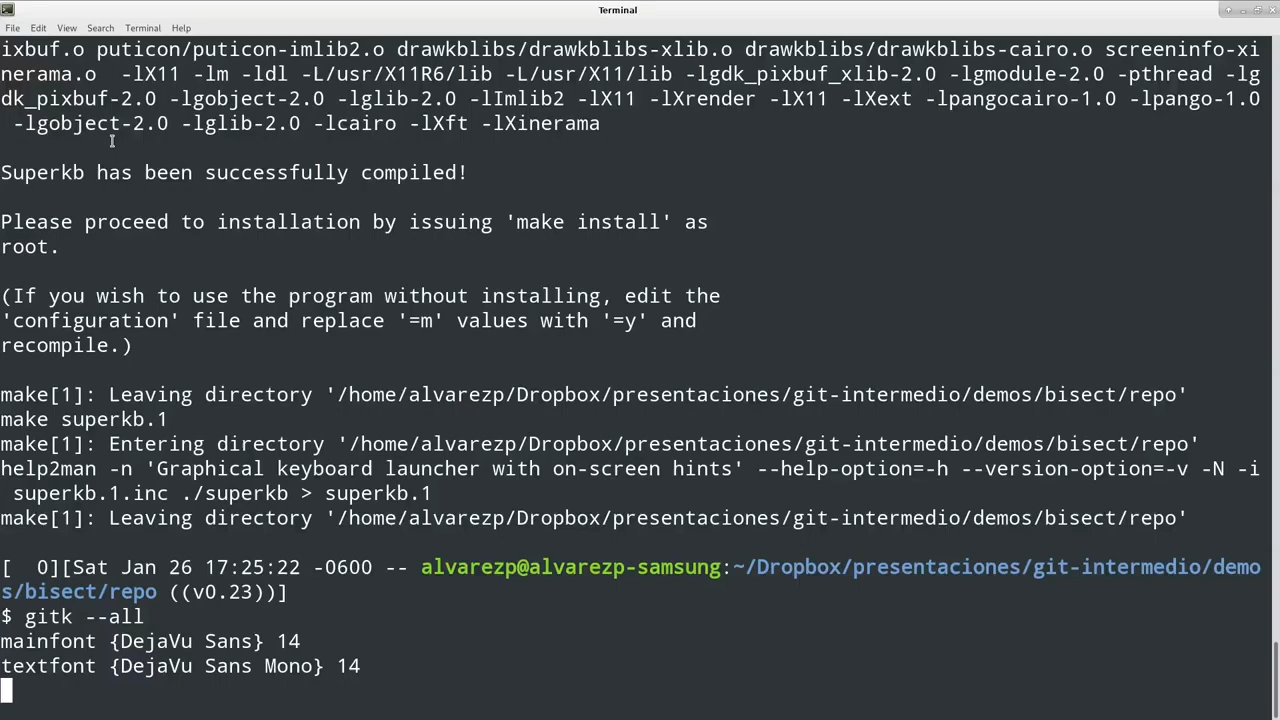 Terminal
File Edit View Search Terminal Help
ixbuf.o puticon/puticon-imlib2.o drawkblibs/drawkblibs-xlib.o drawkblibs/drawkblibs-cairo.o screeninfo-xi
nerama.o  -lX11 -lm -ldl -L/usr/X11R6/lib -L/usr/X11/lib -lgdk_pixbuf_xlib-2.0 -lgmodule-2.0 -pthread -lg
dk_pixbuf-2.0 -lgobject-2.0 -lglib-2.0 -lImlib2 -lX11 -lXrender -lX11 -lXext -lpangocairo-1.0 -lpango-1.0
 -lgobject-2.0 -lglib-2.0 -lcairo -lXft -lXinerama
Superkb has been successfully compiled!
Please proceed to installation by issuing 'make install' as
root.
(If you wish to use the program without installing, edit the
'configuration' file and replace '=m' values with '=y' and
recompile.)
make[1]: Leaving directory '/home/alvarezp/Dropbox/presentaciones/git-intermedio/demos/bisect/repo'
make superkb.1
make[1]: Entering directory '/home/alvarezp/Dropbox/presentaciones/git-intermedio/demos/bisect/repo'
help2man -n 'Graphical keyboard launcher with on-screen hints' --help-option=-h --version-option=-v -N -i
 superkb.1.inc ./superkb > superkb.1
make[1]: Leaving directory '/home/alvarezp/Dropbox/presentaciones/git-intermedio/demos/bisect/repo'
[  0][Sat Jan 26 17:25:22 -0600 -- alvarezp@alvarezp-samsung:~/Dropbox/presentaciones/git-intermedio/demo
s/bisect/repo ((v0.23))]
$ gitk --all
mainfont {DejaVu Sans} 14
textfont {DejaVu Sans Mono} 14